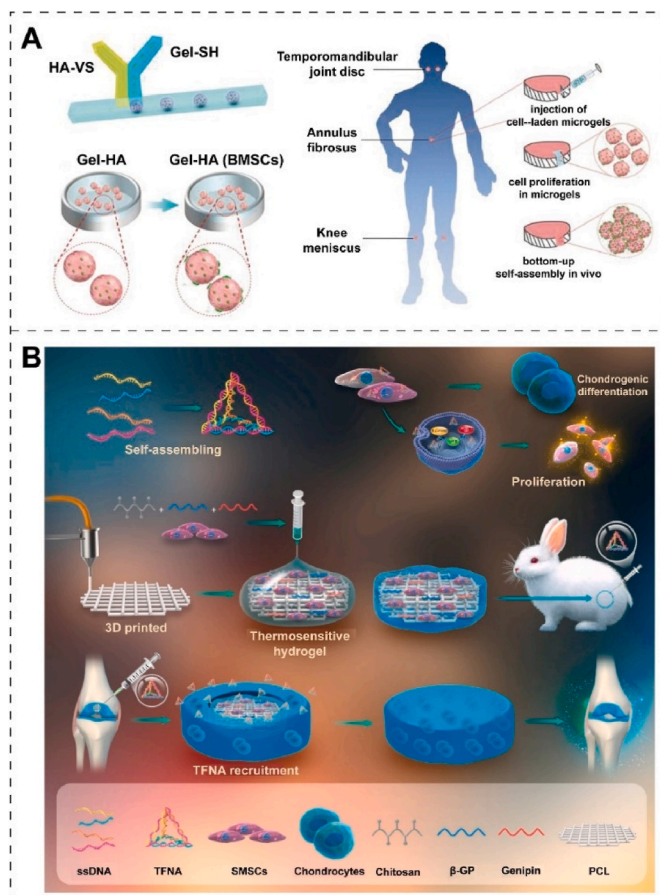 A
HA-VS
Gel-SH
Gel-HA
Gel-HA (BMSCs)
Temporomandibular
joint disc
Annulus
fibrosus
Knee
meniscus
injection of
cell--laden microgels
cell proliferation
in microgels
bottom-up
self-assembly in vivo
B
Self-assembling
Chondrogenic
differentiation
Proliferation
3D printed
Thermosensitive
hydrogel
TFNA recruitment
ssDNA
TFNA
SMSCs
Chondrocytes
Chitosan
β-GP
Genipin
PCL